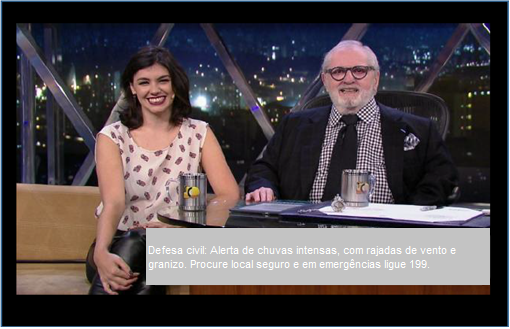 Defesa civil: Alerta de chuvas intensas, com rajadas de vento e
granizo. Procure local seguro e em emergências ligue 199.